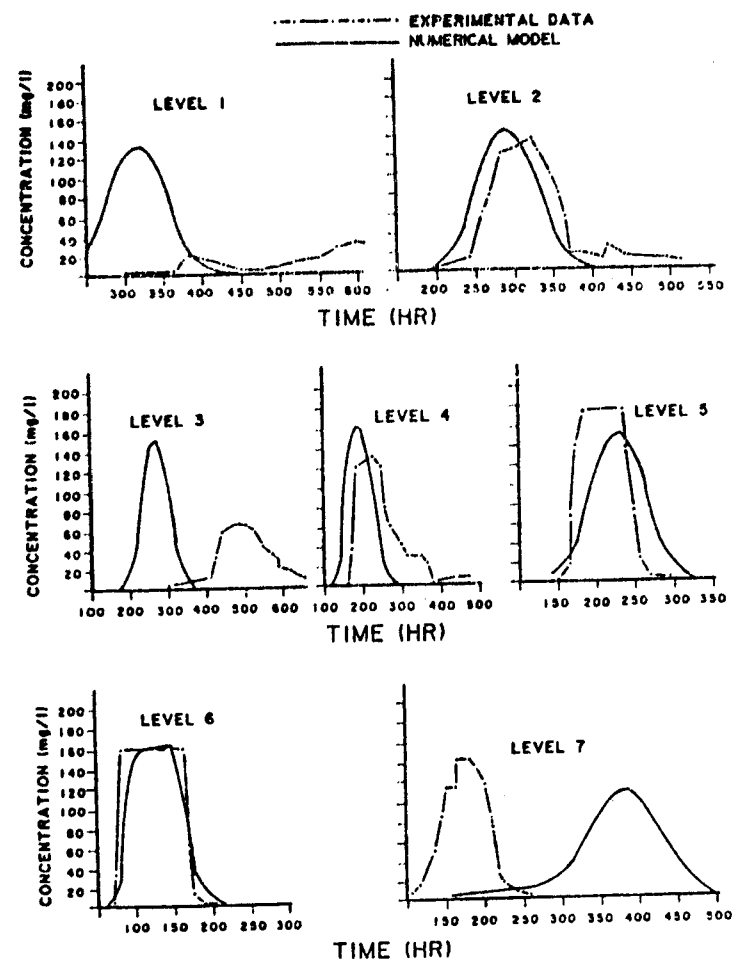 EXPERIMENTAL DATA
NUMERICAL MODEL
LEVEL 1
LEVEL 2
CONCENTRATION (mg/l)
200
160
140
120
100
80
60
40
20
300 350 400 450 500 550 600
200 250 300 350 400 450 500 550
TIME (HR)
LEVEL 3
LEVEL 4
LEVEL 5
CONCENTRATION (mg/l)
200
180
160
140
120
100
80
60
40
20
100 200 300 400 500 600
100 200 300 400 500
100 150 200 250 300 350
TIME (HR)
LEVEL 6
LEVEL 7
CONCENTRATION (mg/l)
200
180
160
140
120
100
80
60
40
20
100 150 200 250 300
100 150 200 250 300 350 400 450 500
TIME (HR)